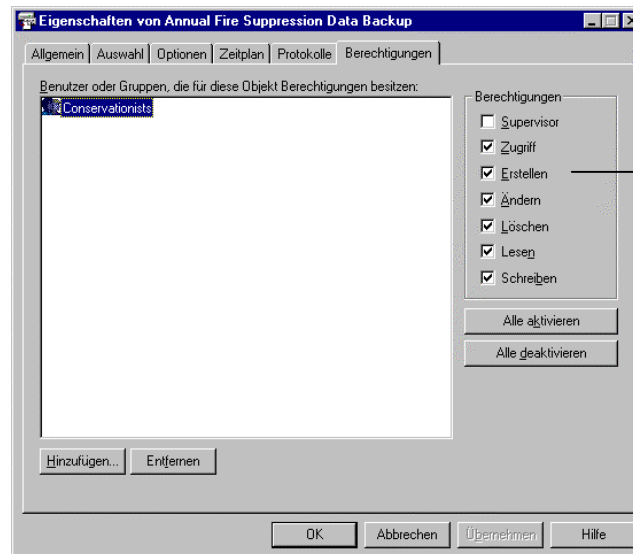 Eigenschaften von Annual Fire Suppression Data Backup
Allgemein Auswahl Optionen Zeitplan Protokolle Berechtigungen
Benutzer oder Gruppen, die für diese Objekt Berechtigungen besitzen:
Conservationists
Berechtigungen
Supervisor
Zugriff
Erstellen
Ändern
Löschen
Lesen
Schreiben
Alle aktivieren
Alle deaktivieren
Hinzufügen... Entfernen
OK Abbrechen Übernehmen Hilfe